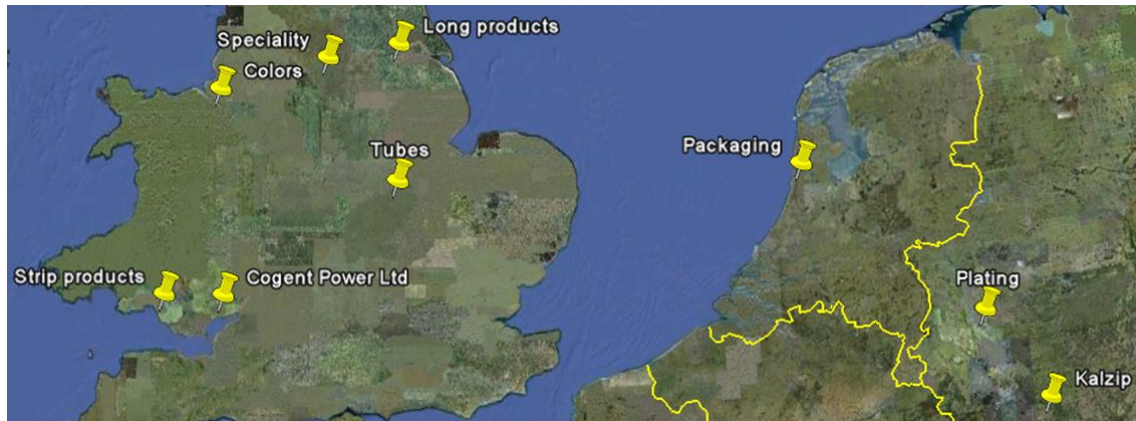 Long products
Speciality
Colors
Tubes
Packaging
Strip products
Cogent Power Ltd
Plating
Kalzip